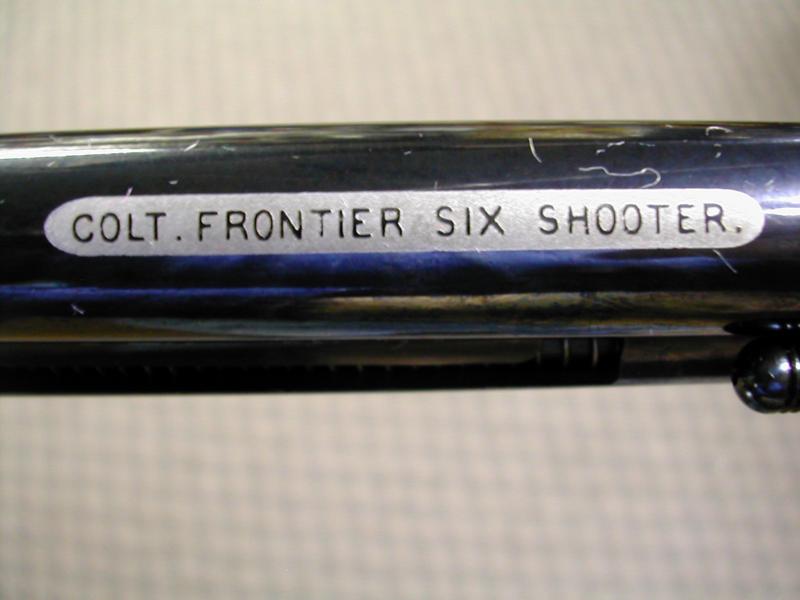 COLT. FRONTIER SIX SHOOTER.